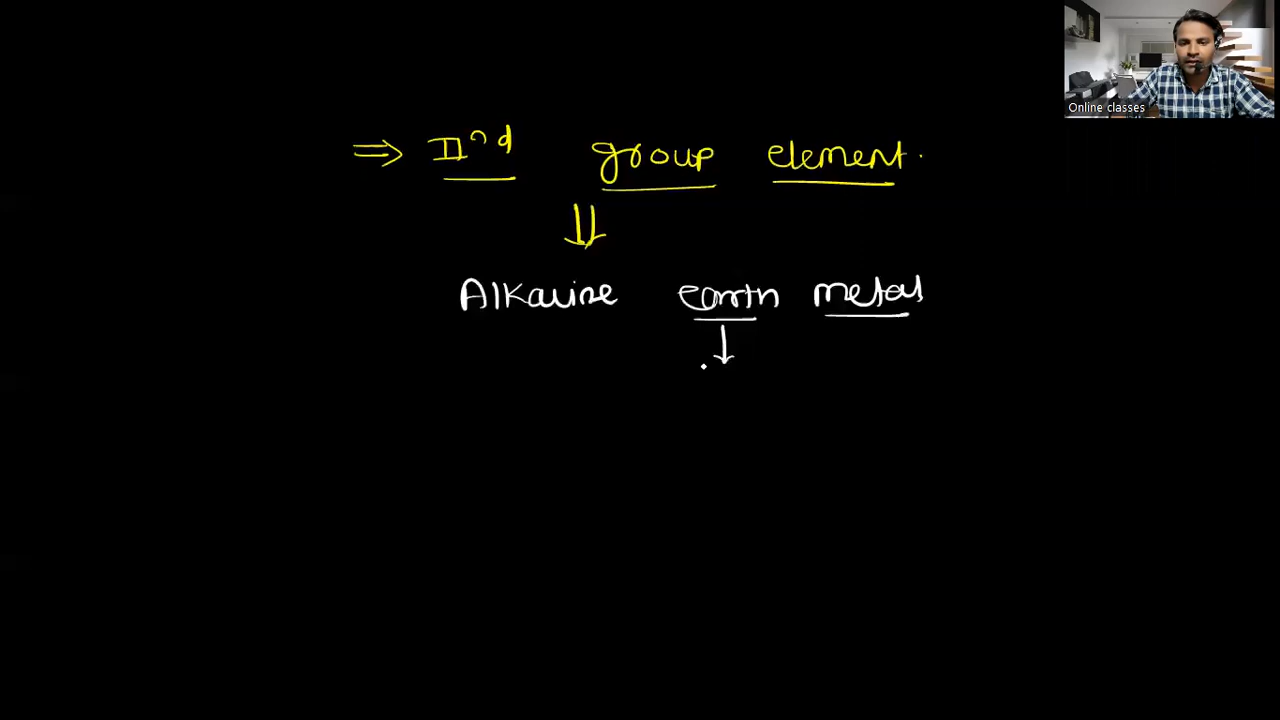 Online classes
⇒ IInd group element.
Alkaline earth metal